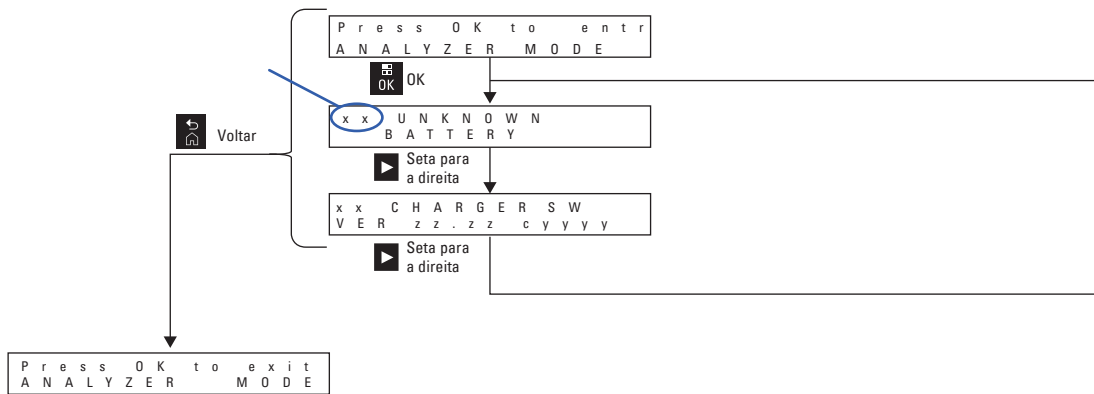 Press OK to entr
ANALYZER MODE
OK OK
xx UNKNOWN
BATTERY
Voltar
Seta para
a direita
xx CHARGER SW
VER zz.zz cyyyy
Seta para
a direita
Press OK to exit
ANALYZER MODE